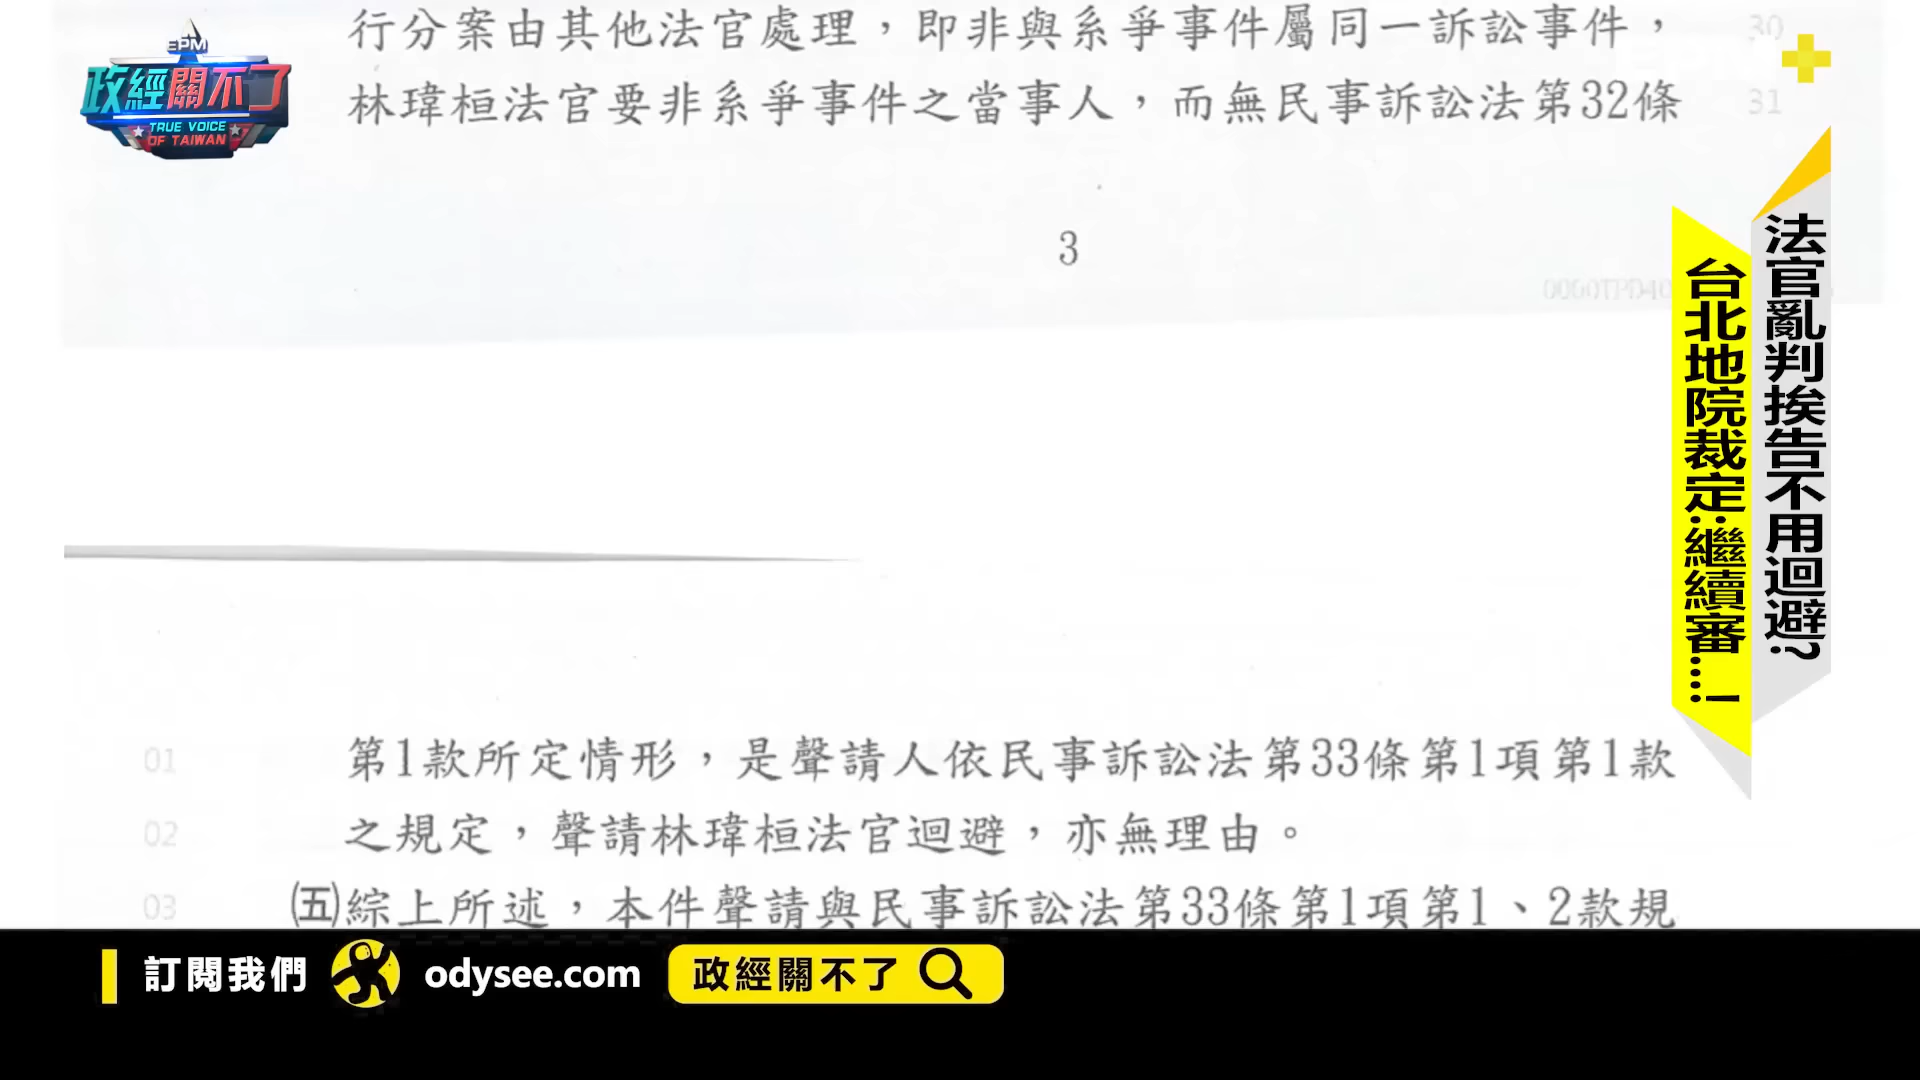 EPM
政經關不了
TRUE VOICE
OF TAIWAN
行分案由其他法官處理，即非與系爭事件屬同一訴訟事件，
30
林瑋桓法官要非系爭事件之當事人，而無民事訴訟法第32條
31
3
0000TPD40
法官亂判挨告不用迴避?
台北地院裁定:繼續審....!
01
第1款所定情形，是聲請人依民事訴訟法第33條第1項第1款
02
之規定，聲請林瑋桓法官迴避，亦無理由。
03
㈤綜上所述，本件聲請與民事訴訟法第33條第1項第1、2款規
訂閱我們
odysee.com
政經關不了